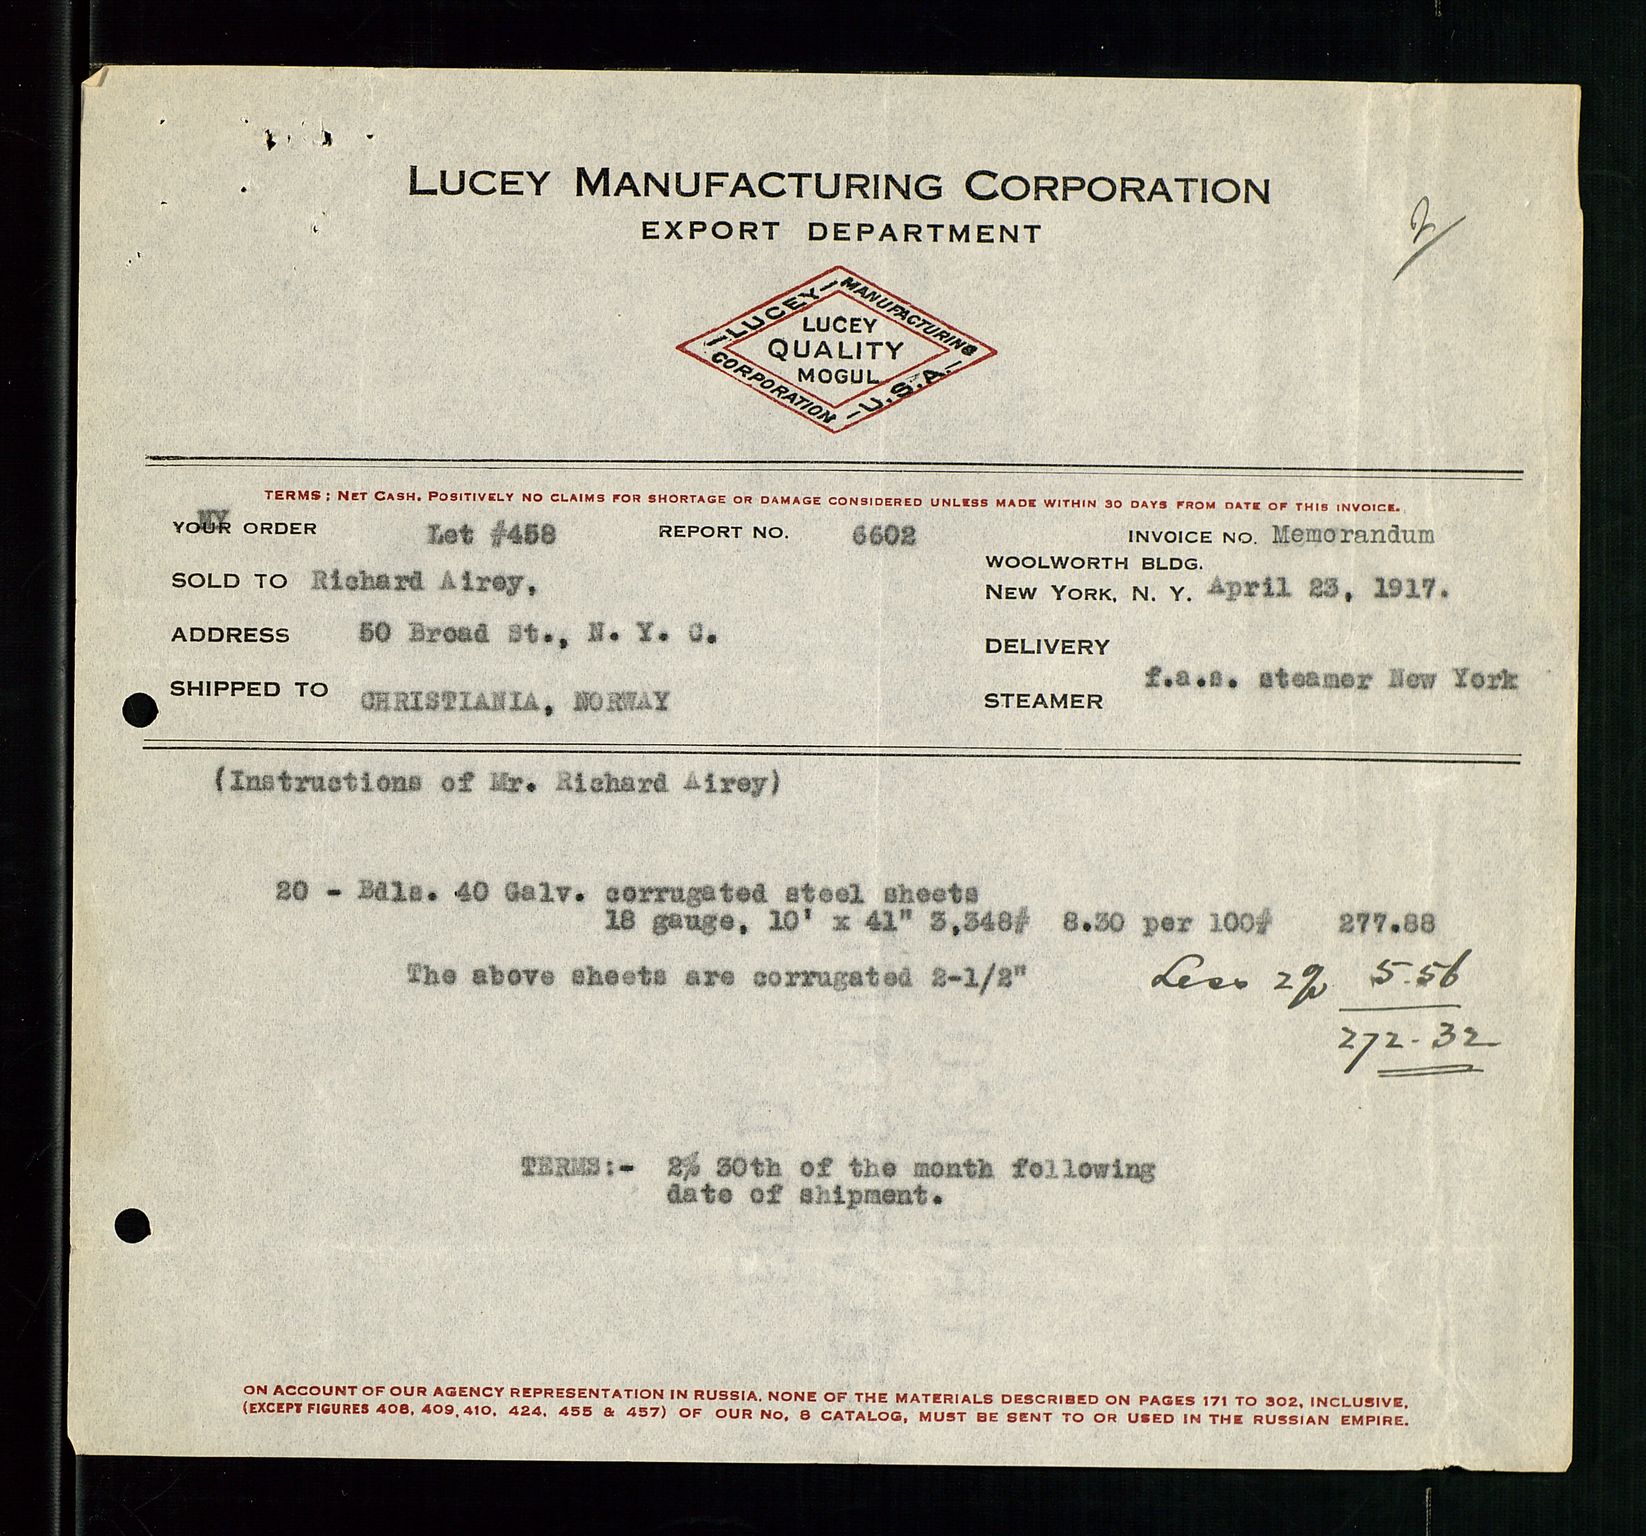 LUCEY MANUFACTURING CORPORATION
EXPORT DEPARTMENT
2/
LUCEY — MANUFACTURING
CORPORATION — U.S.A. —
LUCEY
QUALITY
MOGUL
TERMS; NET CASH. POSITIVELY NO CLAIMS FOR SHORTAGE OR DAMAGE CONSIDERED UNLESS MADE WITHIN 30 DAYS FROM DATE OF THIS INVOICE.
MY
YOUR ORDER Lot #458 REPORT NO. 6602 INVOICE NO. Memorandum
WOOLWORTH BLDG.
SOLD TO Richard Airey, NEW YORK, N. Y. April 23, 1917.
ADDRESS 50 Broad St., N. Y. C. DELIVERY
f.a.s. steamer New York
SHIPPED TO CHRISTIANIA, NORWAY STEAMER
(Instructions of Mr. Richard Airey)
20 - Bdls. 40 Galv. corrugated steel sheets
18 gauge, 10' x 41" 3,348# 8.30 per 100# 277.88
The above sheets are corrugated 2-1/2" Less 2% 5.56
272.32
TERMS:- 2% 30th of the month following
date of shipment.
ON ACCOUNT OF OUR AGENCY REPRESENTATION IN RUSSIA, NONE OF THE MATERIALS DESCRIBED ON PAGES 171 TO 302, INCLUSIVE,
(EXCEPT FIGURES 408, 409, 410, 424, 455 & 457) OF OUR NO. 8 CATALOG, MUST BE SENT TO OR USED IN THE RUSSIAN EMPIRE.